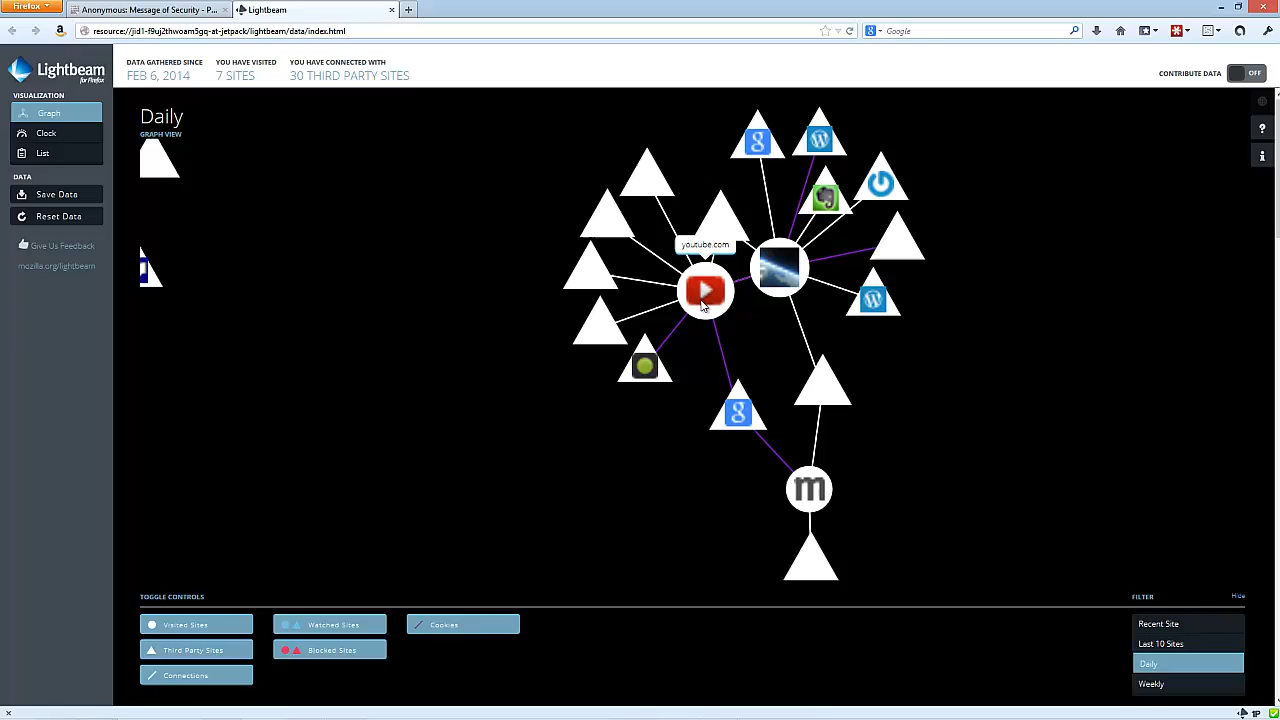 Firefox
Anonymous: Message of Security - P...
Lightbeam
resource://jid1-f9uj2thwoam5gq-at-jetpack/lightbeam/data/index.html
Google
Lightbeam
for Firefox
DATA GATHERED SINCE
FEB 6, 2014
YOU HAVE VISITED
7 SITES
YOU HAVE CONNECTED WITH
30 THIRD PARTY SITES
CONTRIBUTE DATA
OFF
VISUALIZATION
Graph
Clock
List
DATA
Save Data
Reset Data
Give Us Feedback
mozilla.org/lightbeam
Daily
GRAPH VIEW
youtube.com
g
g
m
TOGGLE CONTROLS
Visited Sites
Watched Sites
Cookies
Third Party Sites
Blocked Sites
Connections
FILTER
Hide
Recent Site
Last 10 Sites
Daily
Weekly
1P